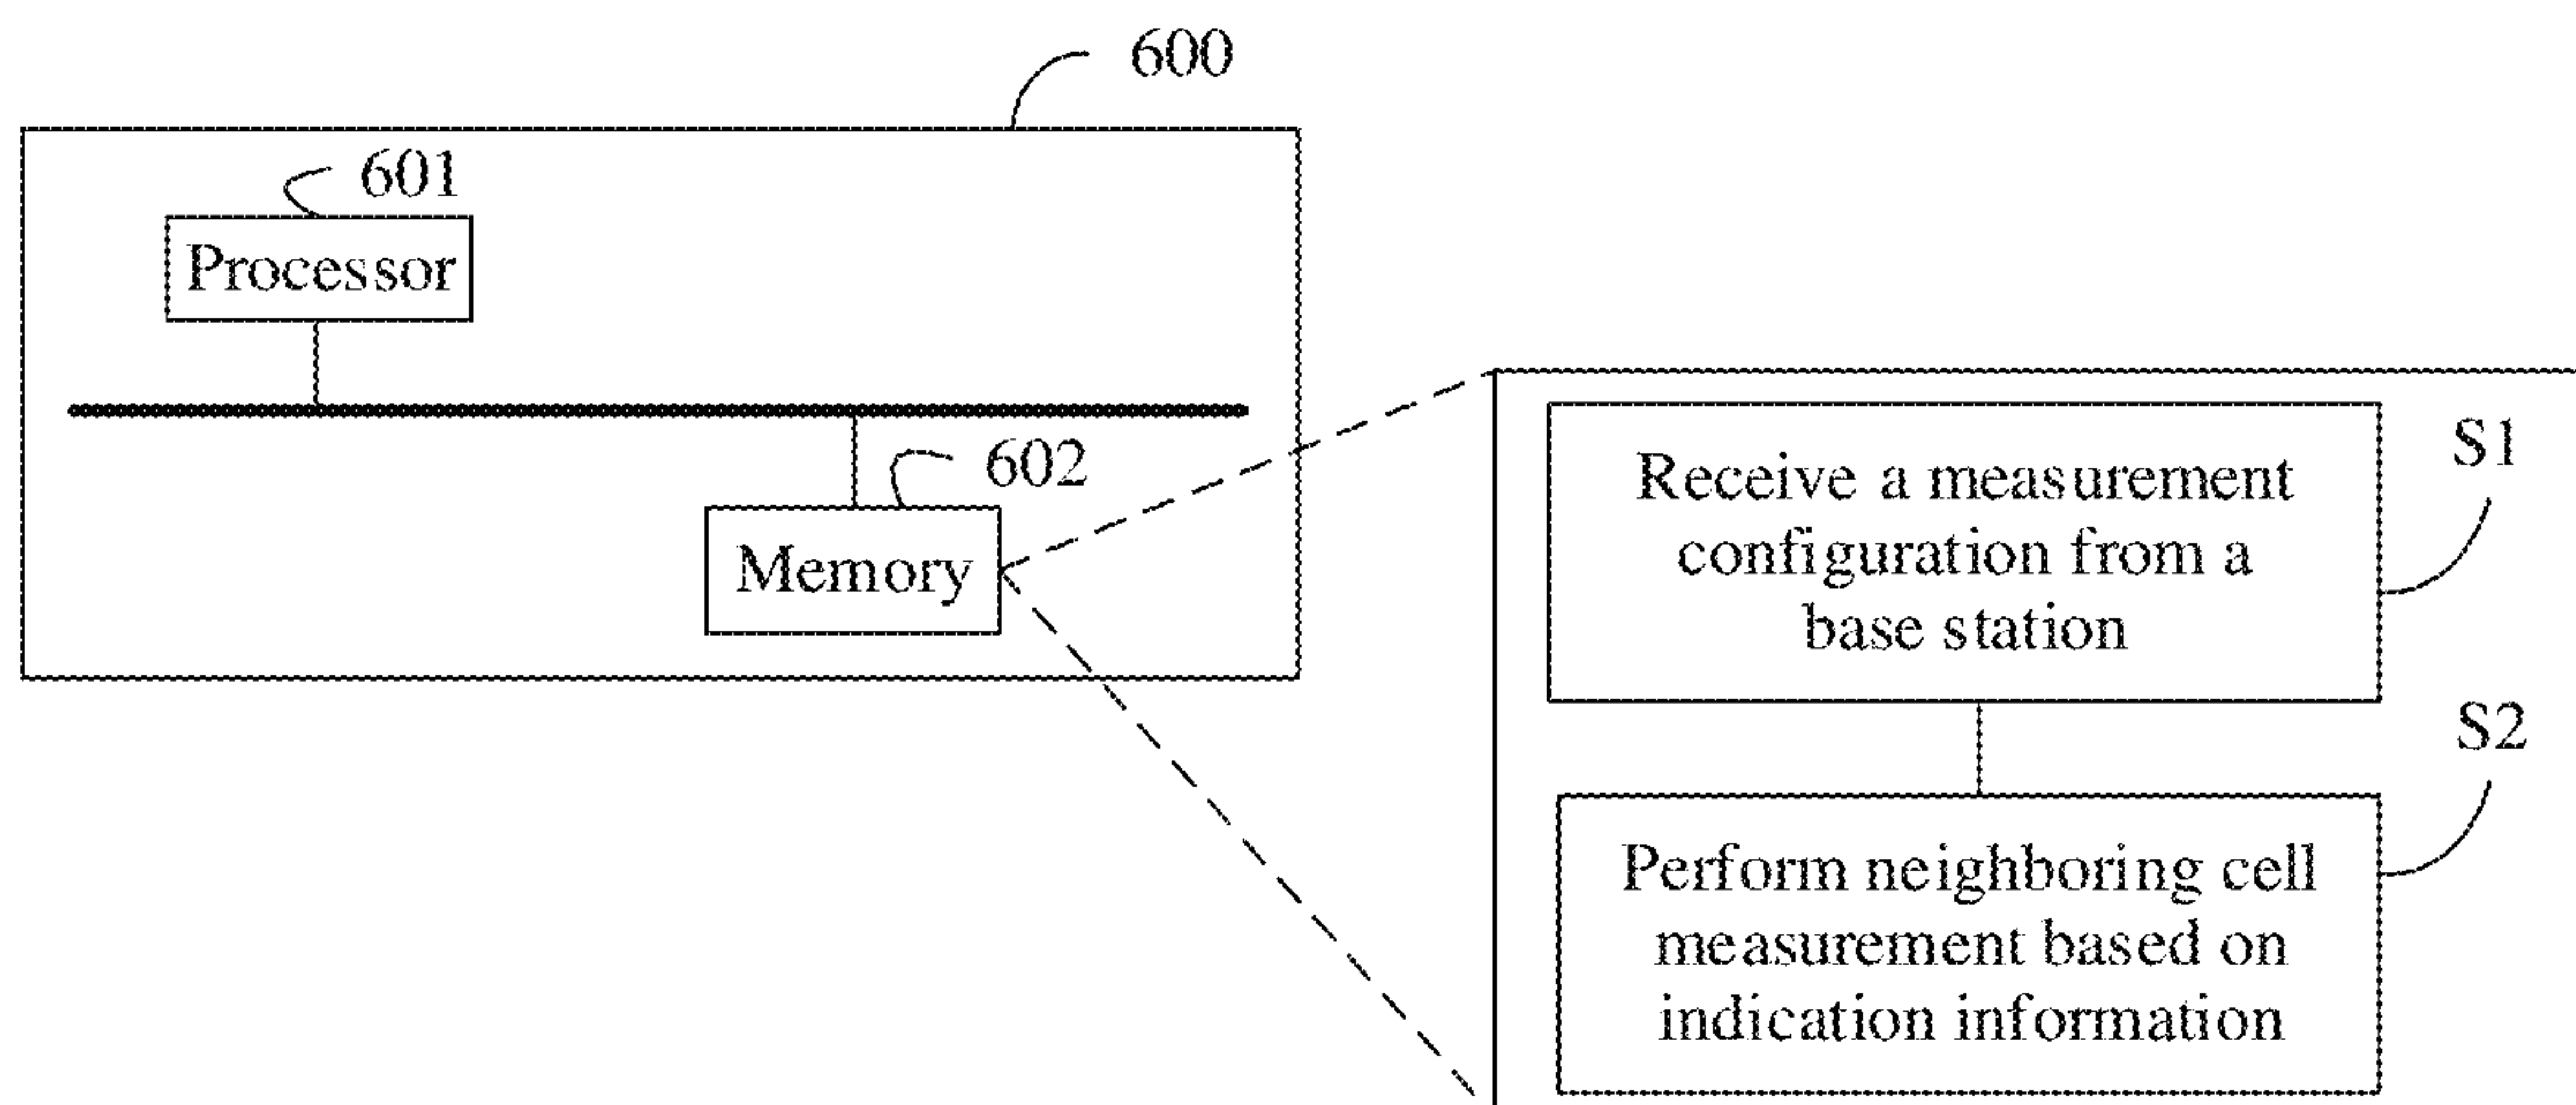 600
601
Processor
602
Memory
S1
Receive a measurement
configuration from a
base station
S2
Perform neighboring cell
measurement based on
indication information